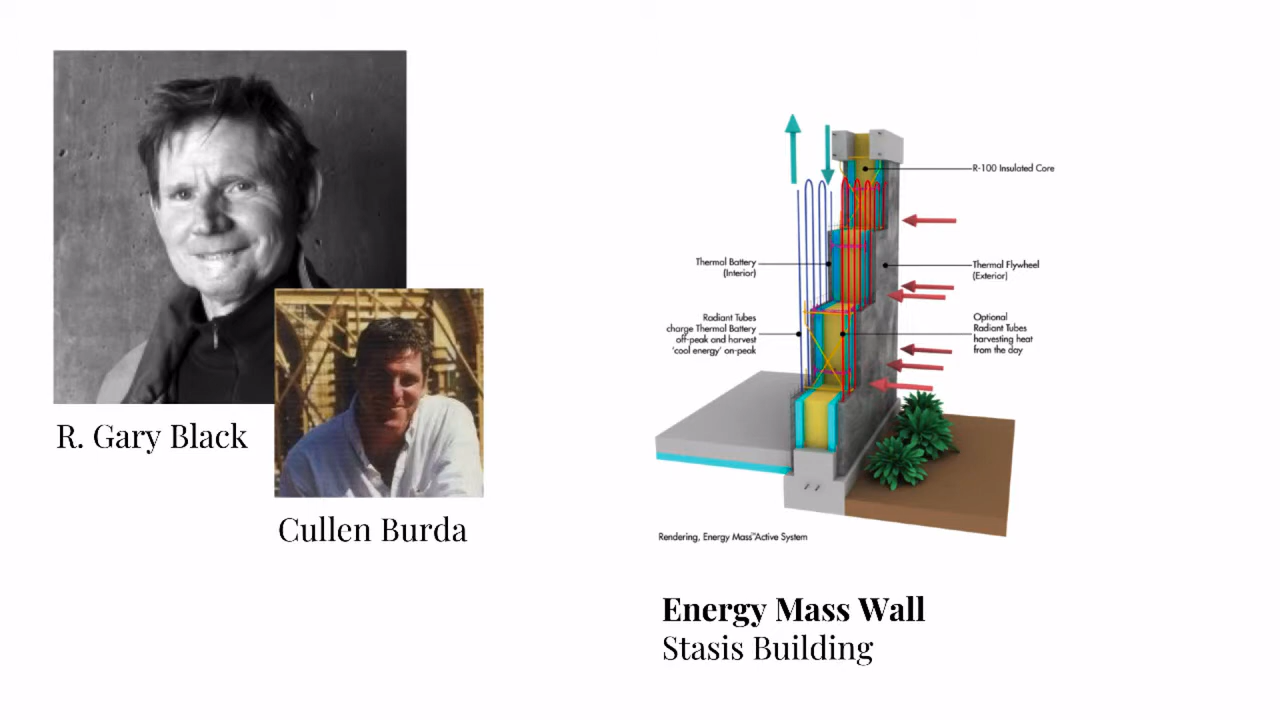 R. Gary Black
Cullen Burda
R-100 Insulated Core
Thermal Battery
(Interior)
Thermal Flywheel
(Exterior)
Radiant Tubes
charge Thermal Battery
off-peak and harvest
'cool energy' on-peak
Optional
Radiant Tubes
harvesting heat
from the day
Rendering, Energy Mass™Active System
Energy Mass Wall
Stasis Building